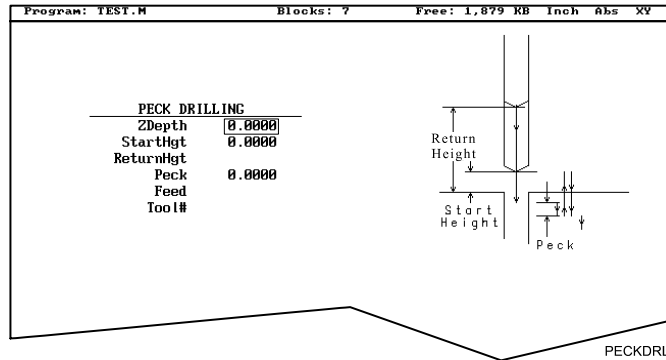 Program: TEST.M Blocks: 7 Free: 1,879 KB Inch Abs XY
PECK DRILLING
ZDepth 0.0000
StartHgt 0.0000
ReturnHgt
Peck 0.0000
Feed
Tool#
Return
Height
Start
Height
Peck
PECKDRL